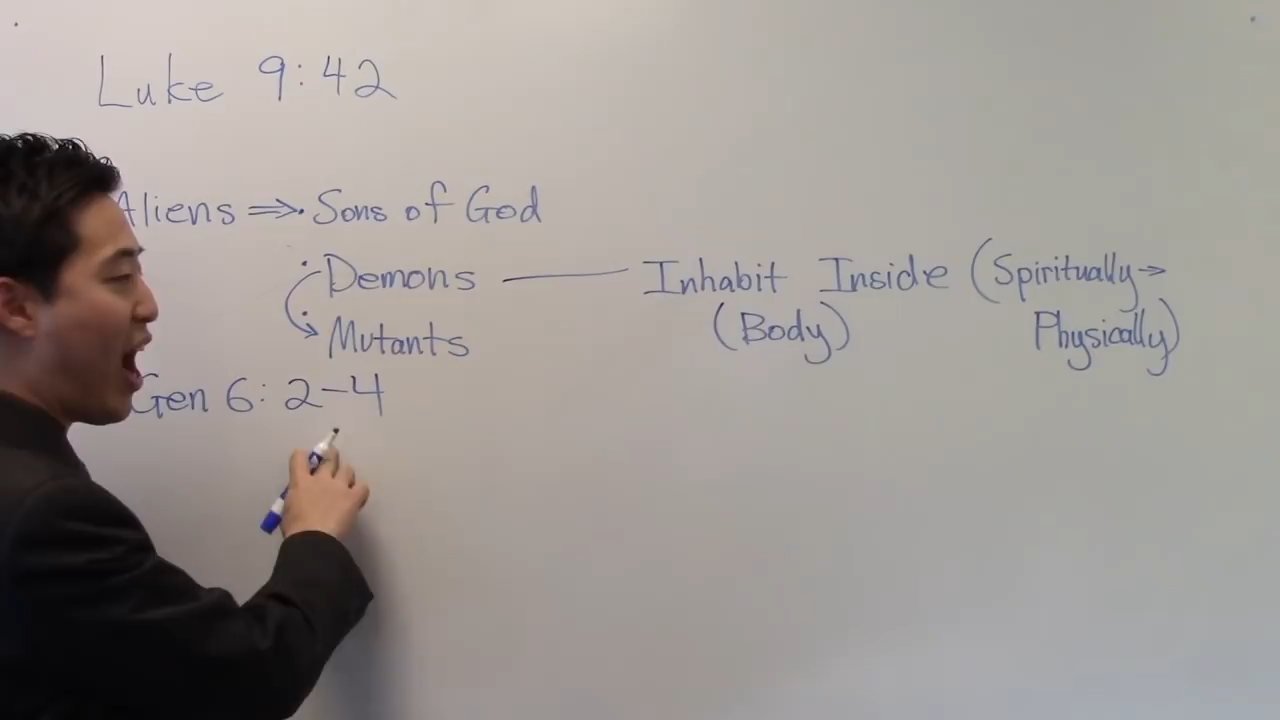 Luke 9:42
Aliens ⇒ • Sons of God
• Demons — Inhabit Inside (Spiritually →
• Mutants (Body) Physically)
Gen 6:2-4